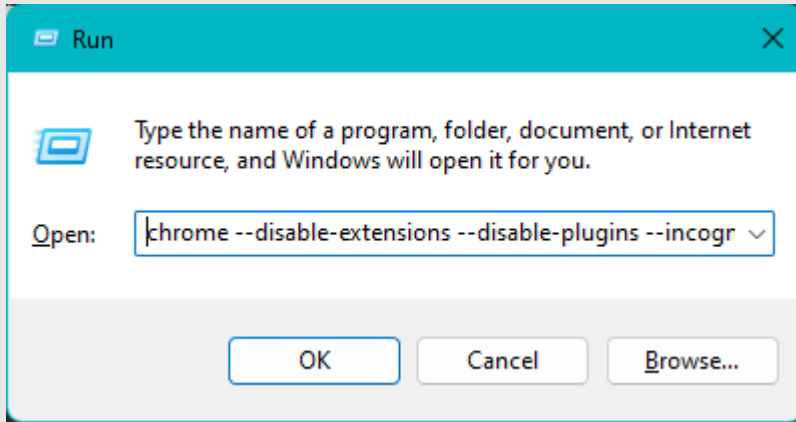 Run
Type the name of a program, folder, document, or Internet
resource, and Windows will open it for you.
Open: chrome --disable-extensions --disable-plugins --incogr
OK Cancel Browse...